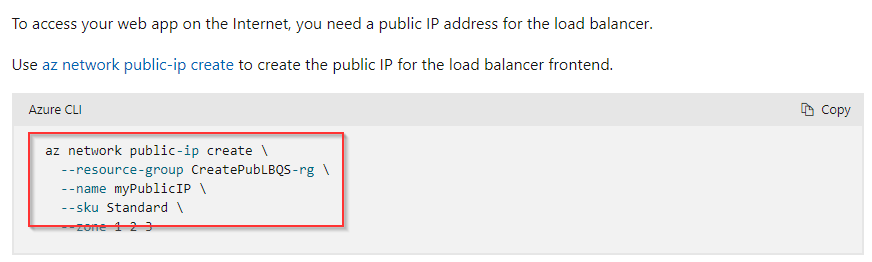 To access your web app on the Internet, you need a public IP address for the load balancer.
Use az network public-ip create to create the public IP for the load balancer frontend.
Azure CLI
Copy
az network public-ip create \
--resource-group CreatePubLBQS-rg \
--name myPublicIP \
--sku Standard \
--zone 1 2 3